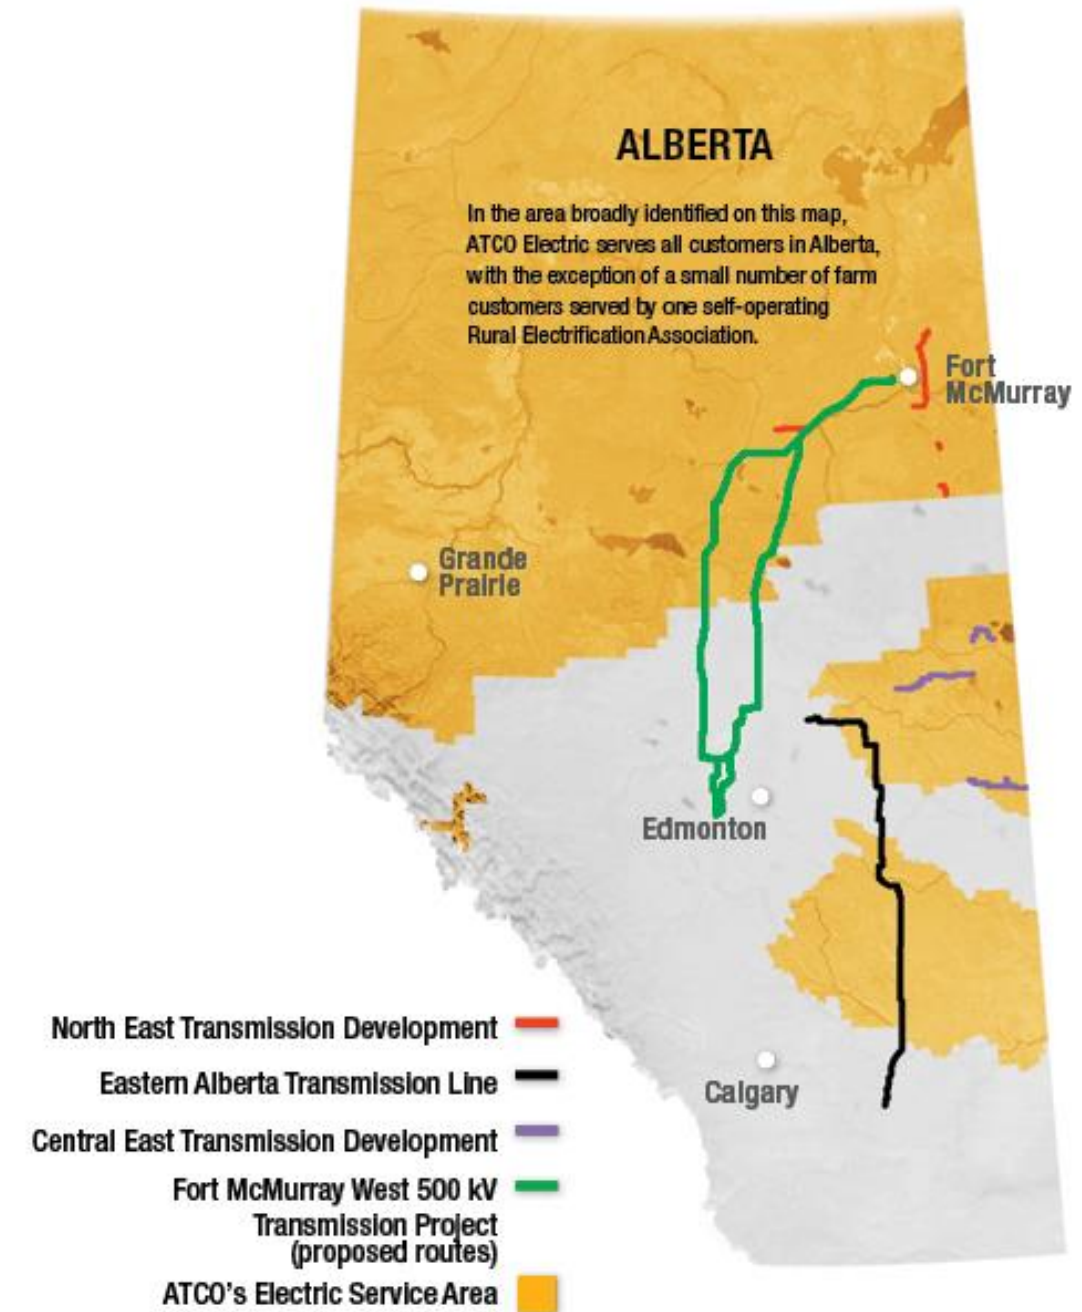 ALBERTA
In the area broadly identified on this map,
ATCO Electric serves all customers in Alberta,
with the exception of a small number of farm
customers served by one self-operating
Rural Electrification Association.
Fort
McMurray
Grande
Prairie
Edmonton
Calgary
North East Transmission Development
Eastern Alberta Transmission Line
Central East Transmission Development
Fort McMurray West 500 kV
Transmission Project
(proposed routes)
ATCO's Electric Service Area